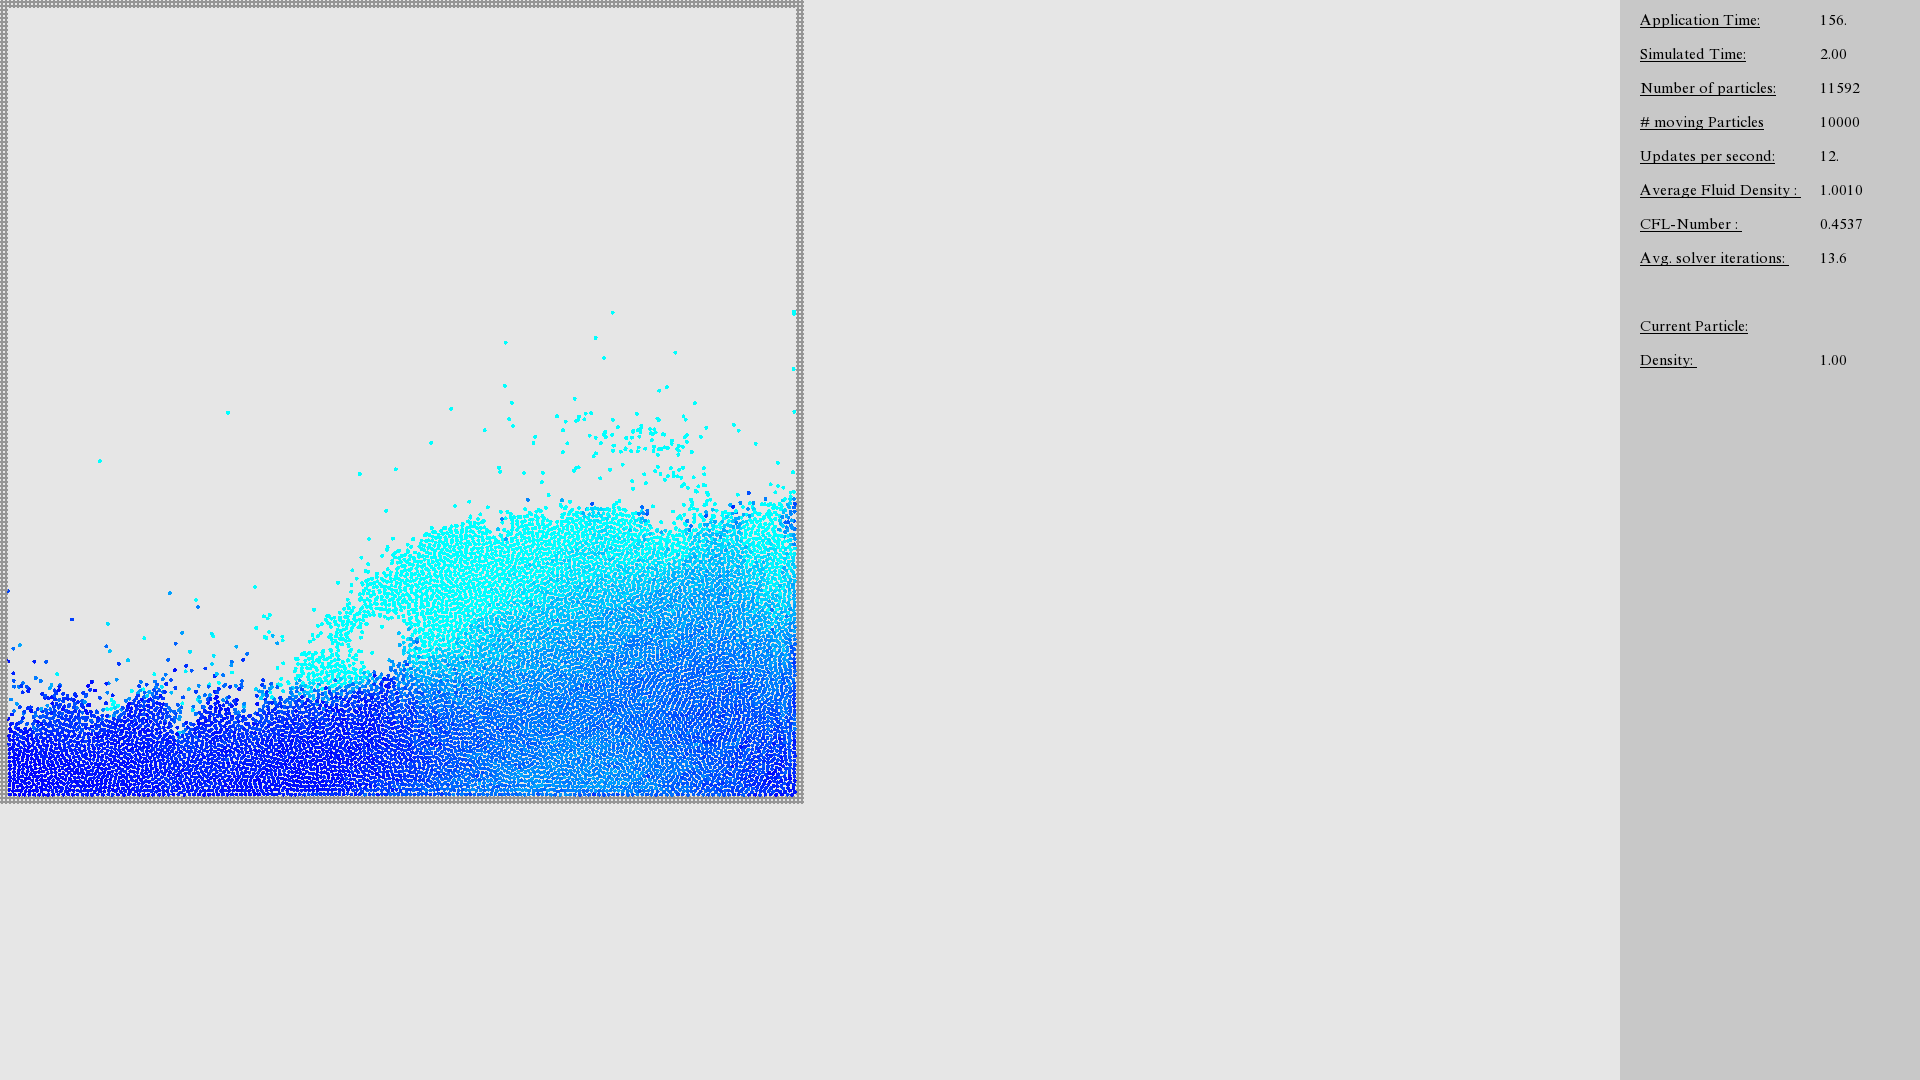 Application Time: 156.
Simulated Time: 2.00
Number of particles: 11592
# moving Particles 10000
Updates per second: 12.
Average Fluid Density : 1.0010
CFL-Number : 0.4537
Avg. solver iterations: 13.6
Current Particle:
Density: 1.00